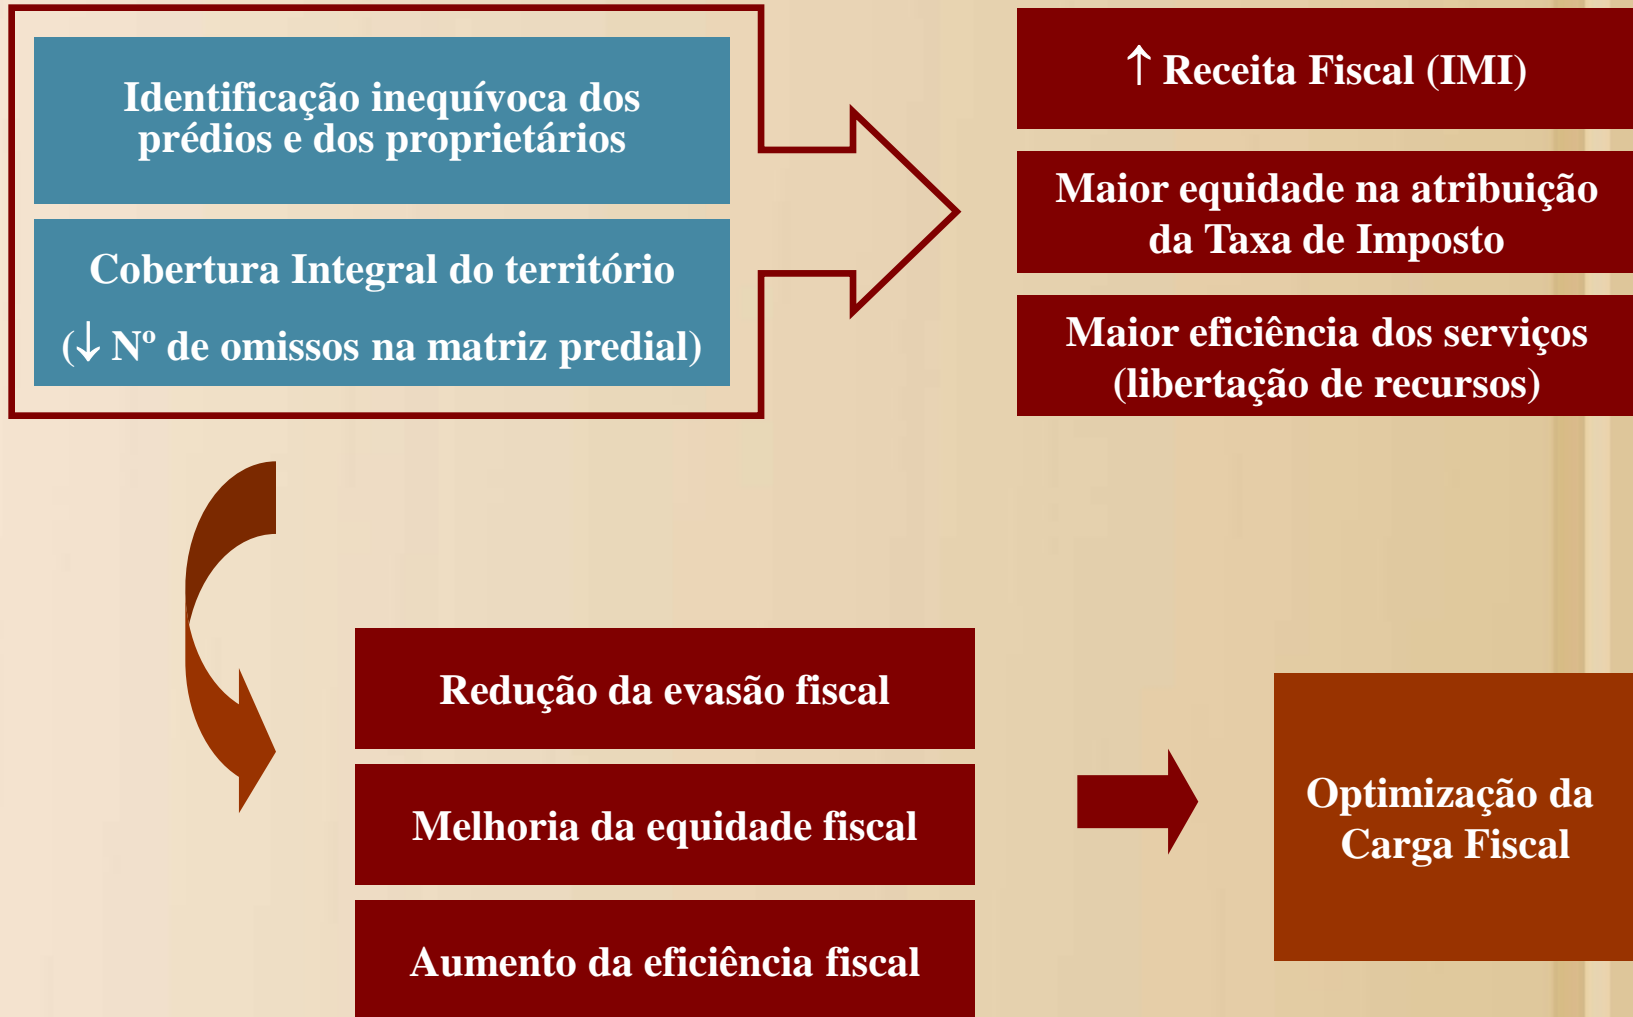 Identificação inequívoca dos
prédios e dos proprietários
Cobertura Integral do território
(↓ Nº de omissos na matriz predial)
↑ Receita Fiscal (IMI)
Maior equidade na atribuição
da Taxa de Imposto
Maior eficiência dos serviços
(libertação de recursos)
Redução da evasão fiscal
Melhoria da equidade fiscal
Aumento da eficiência fiscal
Optimização da
Carga Fiscal